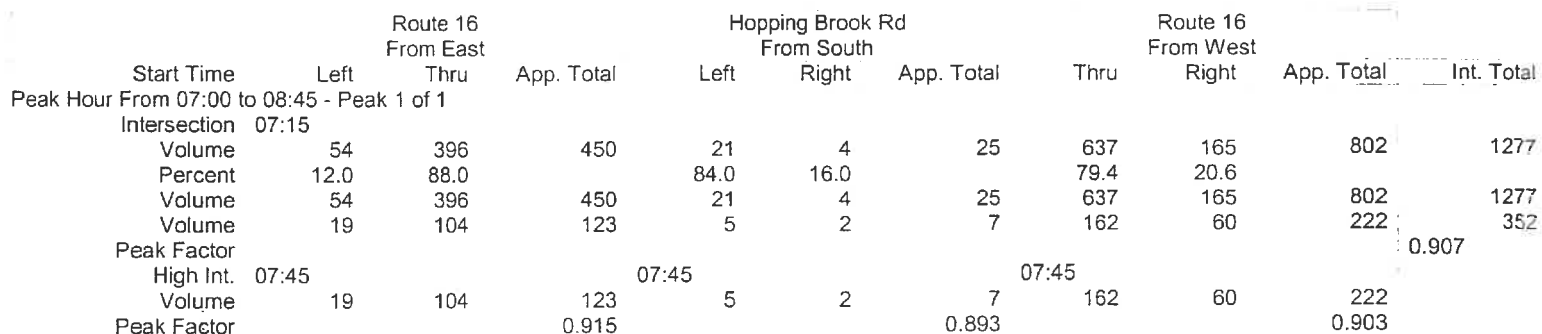 Route 16 Hopping Brook Rd Route 16
From East From South From West
Start Time Left Thru App. Total Left Right App. Total Thru Right App. Total Int. Total
Peak Hour From 07:00 to 08:45 - Peak 1 of 1
Intersection 07:15
Volume 54 396 450 21 4 25 637 165 802 1277
Percent 12.0 88.0 84.0 16.0 79.4 20.6
Volume 54 396 450 21 4 25 637 165 802 1277
Volume 19 104 123 5 2 7 162 60 222 352
Peak Factor 0.907
High Int. 07:45 07:45 07:45
Volume 19 104 123 5 2 7 162 60 222
Peak Factor 0.915 0.893 0.903